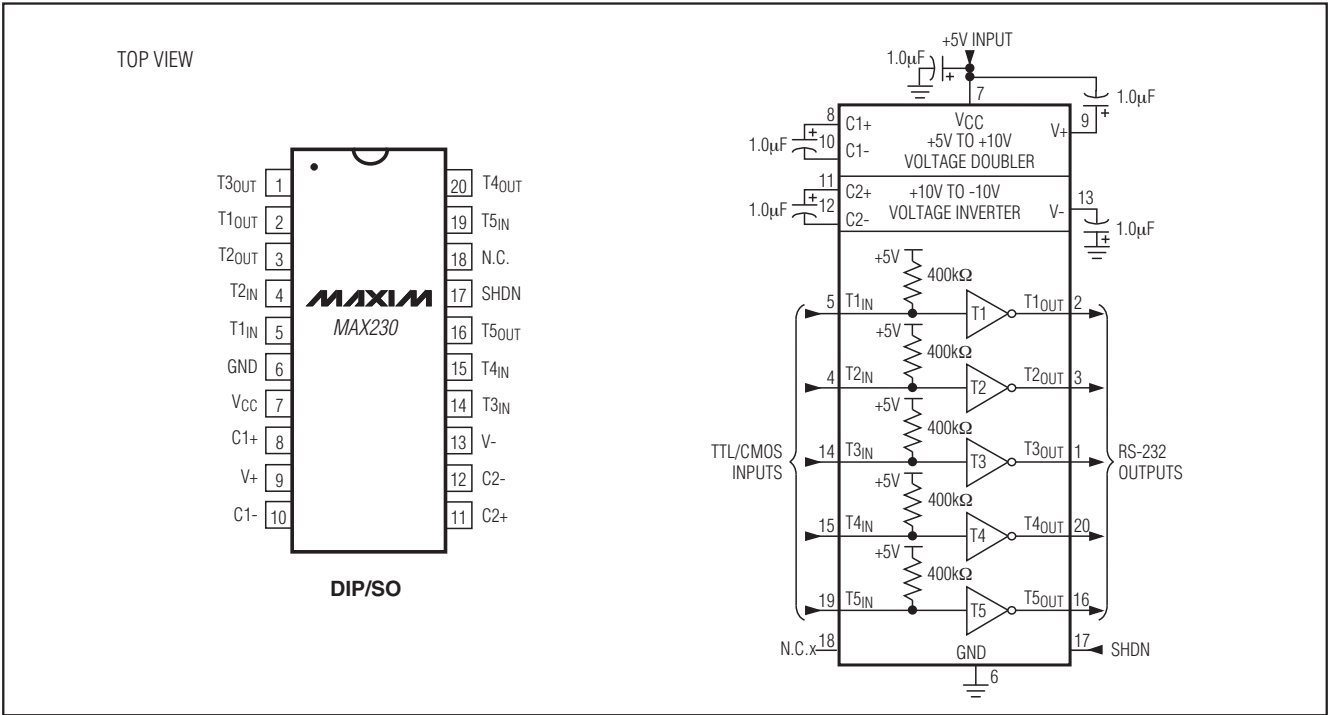 TOP VIEW
T3OUT 1
T1OUT 2
T2OUT 3
T2IN 4
T1IN 5
GND 6
VCC 7
C1+ 8
V+ 9
C1- 10
20 T4OUT
19 T5IN
18 N.C.
17 SHDN
16 T5OUT
15 T4IN
14 T3IN
13 V-
12 C2-
11 C2+
MAXIM
MAX230
DIP/SO
+5V INPUT
1.0µF
+
7
1.0µF
+
VCC
+5V TO +10V
VOLTAGE DOUBLER
V+ 9
8 C1+
1.0µF +
10 C1-
+10V TO -10V
VOLTAGE INVERTER
11 C2+
1.0µF +
12 C2-
V- 13
1.0µF
+
+5V
400kΩ
5 T1IN T1 T1OUT 2
+5V
400kΩ
4 T2IN T2 T2OUT 3
+5V
400kΩ
14 T3IN T3 T3OUT 1
+5V
400kΩ
15 T4IN T4 T4OUT 20
+5V
400kΩ
19 T5IN T5 T5OUT 16
TTL/CMOS
INPUTS
RS-232
OUTPUTS
N.C.x 18
17 SHDN
GND
6